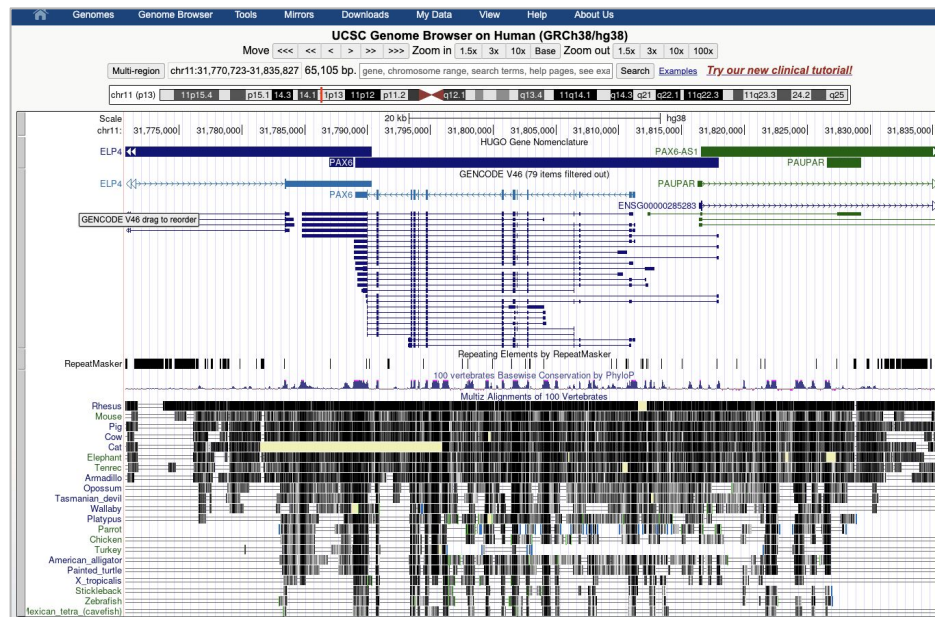 Genomes Genome Browser Tools Mirrors Downloads My Data View Help About Us
UCSC Genome Browser on Human (GRCh38/hg38)
Move <<< << < > >> >>> Zoom in 1.5x 3x 10x Base Zoom out 1.5x 3x 10x 100x
Multi-region chr11:31,770,723-31,835,827 65,105 bp. gene, chromosome range, search terms, help pages, see exa Search Examples Try our new clinical tutorial!
chr11 (p13) 11p15.4 p15.1 14.3 14.1 1p13 11p12 p11.2 q12.1 q13.4 11q14.1 q14.3 q21 q22.1 11q22.3 11q23.3 24.2 q25
Scale 20 kb hg38
chr11: 31,775,000 31,780,000 31,785,000 31,790,000 31,795,000 31,800,000 31,805,000 31,810,000 31,815,000 31,820,000 31,825,000 31,830,000 31,835,000
HUGO Gene Nomenclature
ELP4 PAX6-AS1
PAX6 PAUPAR
GENCODE V46 (79 items filtered out)
ELP4 PAUPAR
PAX6
ENSG00000285283
GENCODE V46 drag to reorder
Repeating Elements by RepeatMasker
RepeatMasker
100 vertebrates Basewise Conservation by PhyloP
Multiz Alignments of 100 Vertebrates
Rhesus
Mouse
Pig
Cow
Cat
Elephant
Tenrec
Armadillo
Opossum
Tasmanian_devil
Wallaby
Platypus
Parrot
Chicken
Turkey
American_alligator
Painted_turtle
X_tropicalis
Stickleback
Zebrafish
Mexican_tetra_(cavefish)